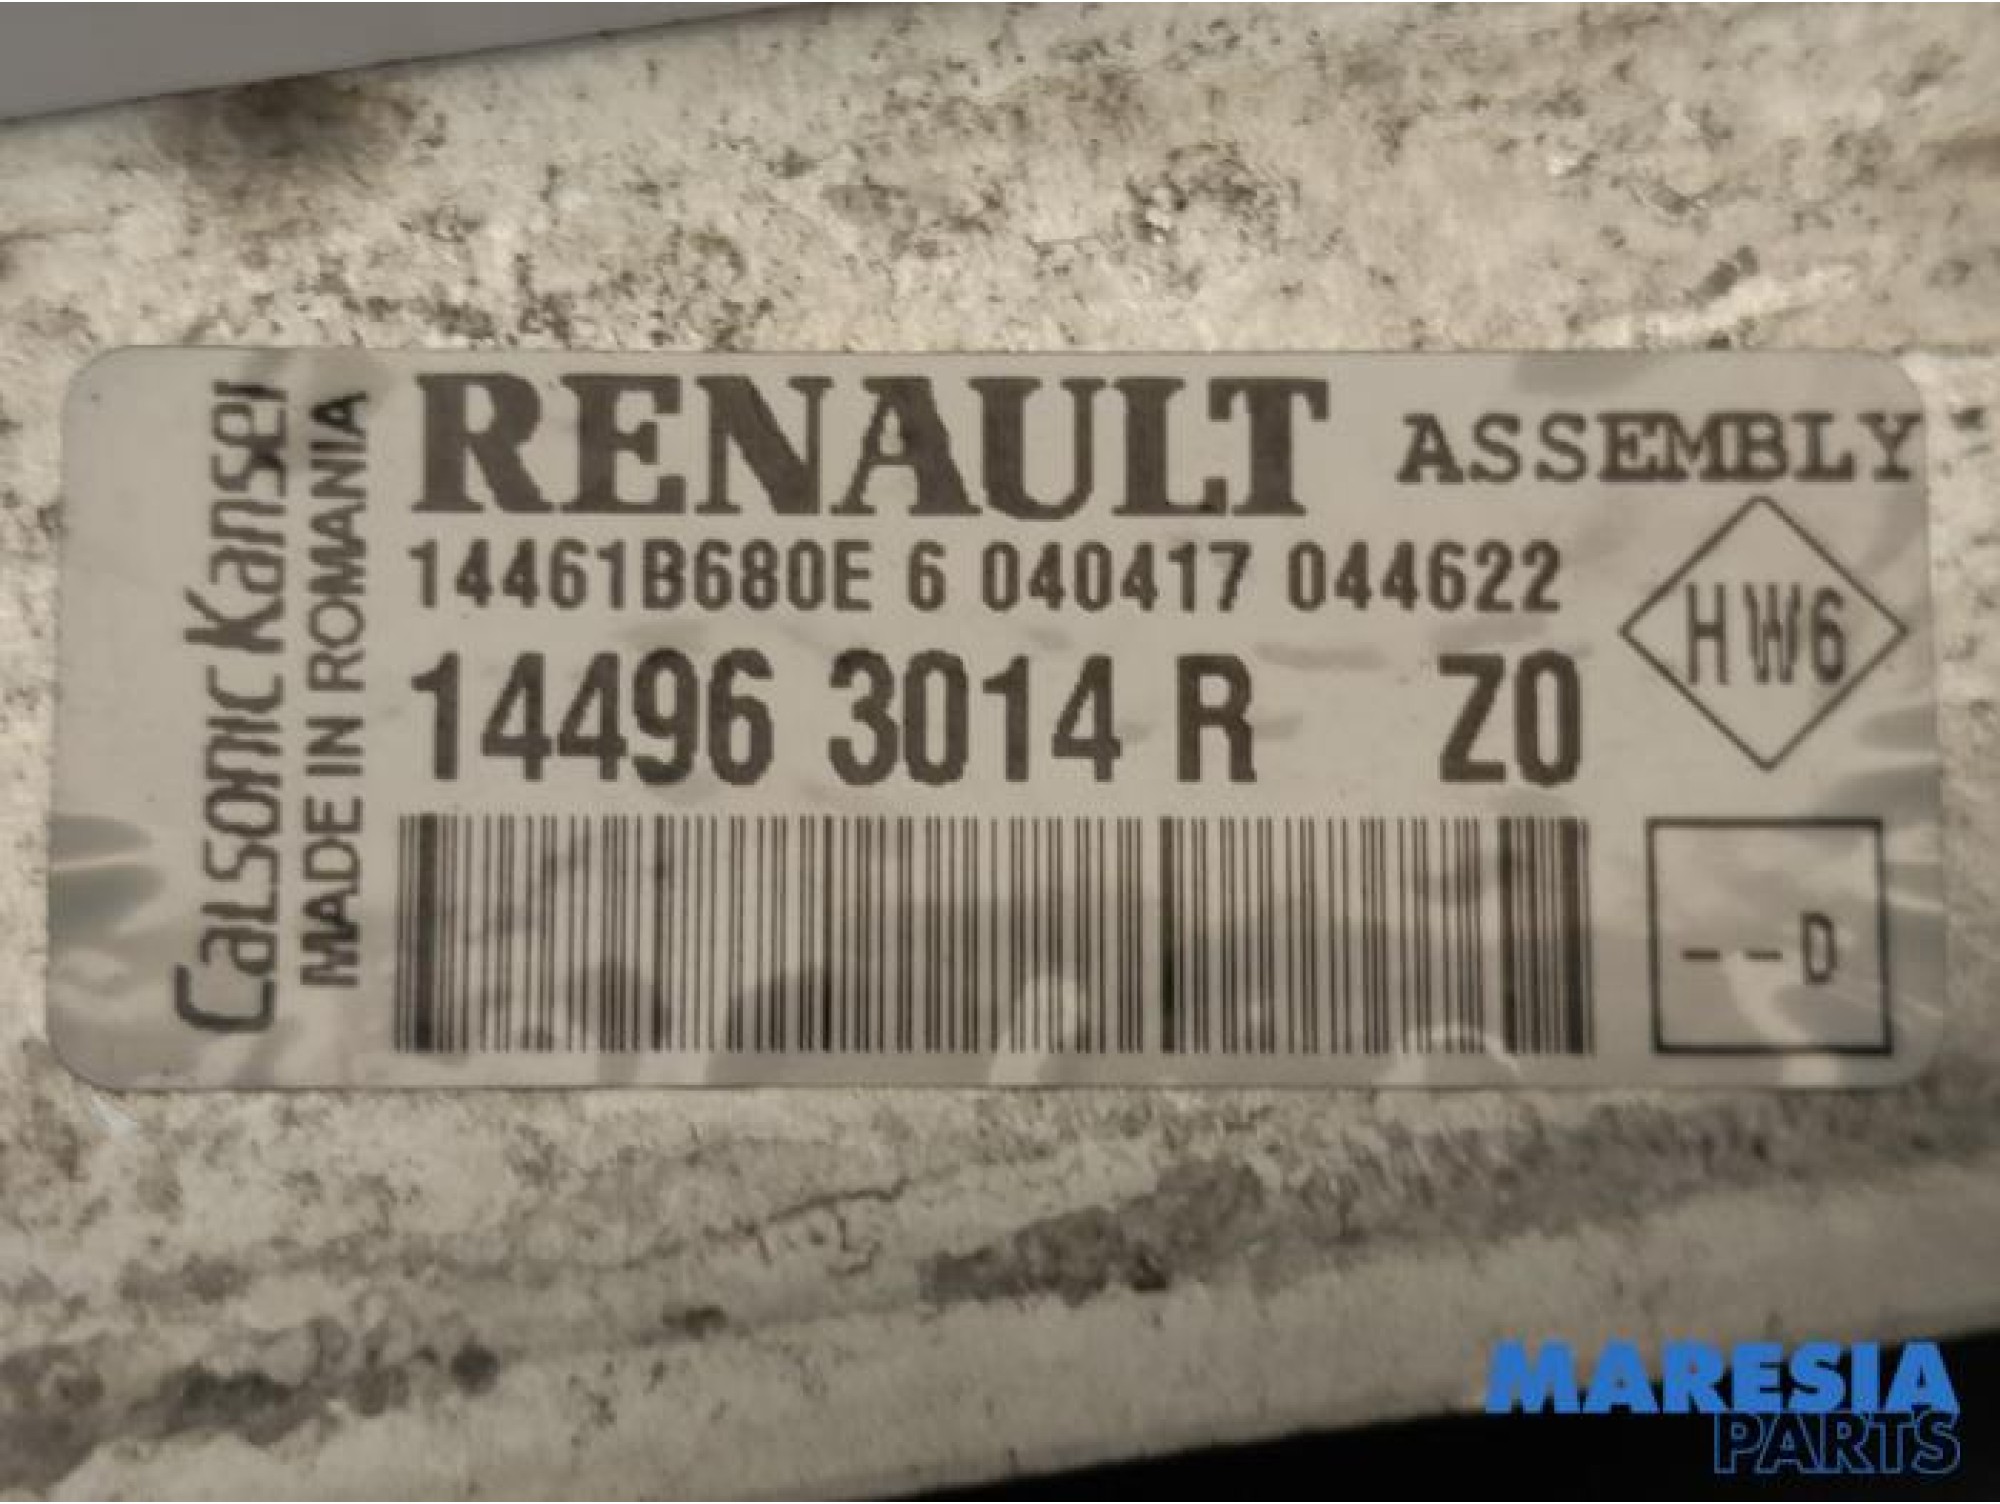 Calsonic Kansei
MADE IN ROMANIA
RENAULT ASSEMBLY
14461B680E 6 040417 044622
14496 3014 R Z0
HW6
--D
MARESIA
PARTS